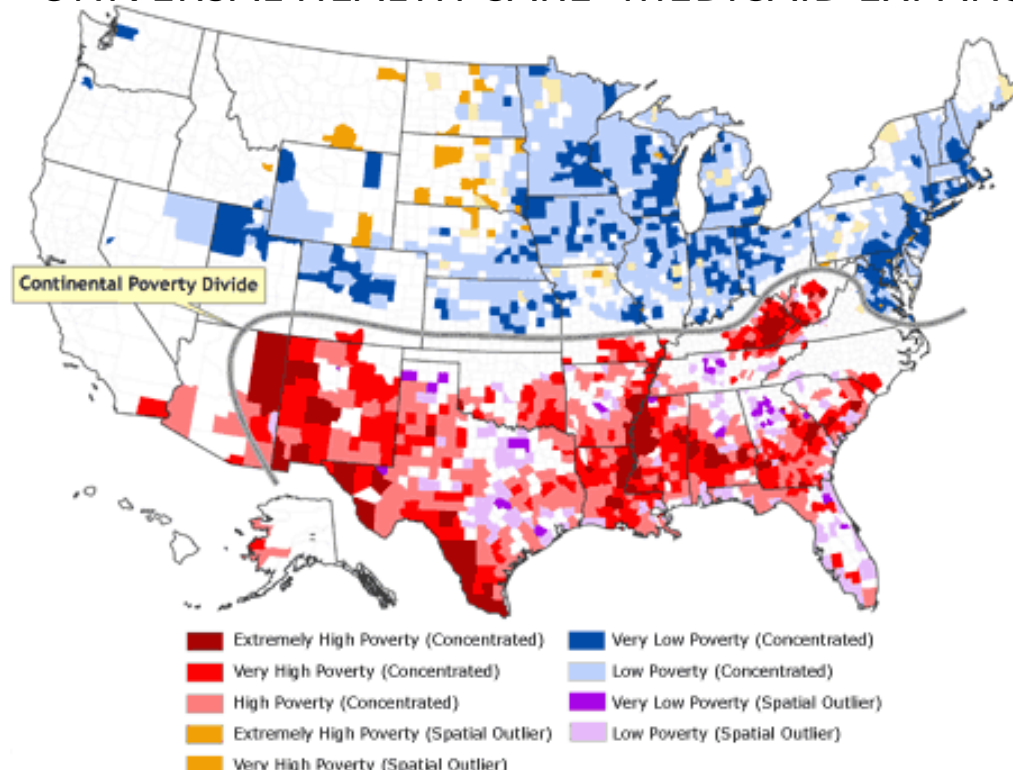 Continental Poverty Divide
Extremely High Poverty (Concentrated)
Very High Poverty (Concentrated)
High Poverty (Concentrated)
Extremely High Poverty (Spatial Outlier)
Very High Poverty (Spatial Outlier)
Very Low Poverty (Concentrated)
Low Poverty (Concentrated)
Very Low Poverty (Spatial Outlier)
Low Poverty (Spatial Outlier)